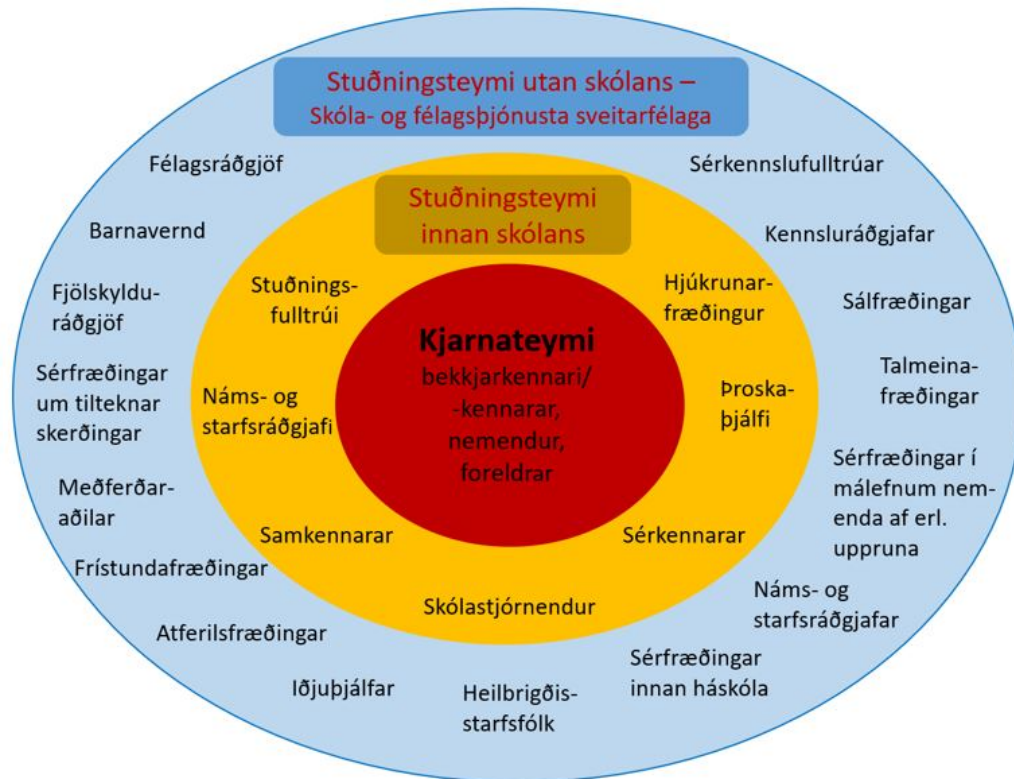 Stuðningsteymi utan skólans –
Skóla- og félagsþjónusta sveitarfélaga
Félagsráðgjöf
Barnavernd
Fjölskyldu-
ráðgjöf
Sérfræðingar
um tilteknar
skerðingar
Meðferðar-
aðilar
Frístundafræðingar
Atferilsfræðingar
Iðjuþjálfar
Heilbrigðis-
starfsfólk
Sérfræðingar
innan háskóla
Náms- og
starfsráðgjafar
Sérfræðingar í
málefnum nem-
enda af erl.
uppruna
Talmeina-
fræðingar
Sálfræðingar
Kennsluráðgjafar
Sérkennslufulltrúar
Stuðningsteymi
innan skólans
Stuðnings-
fulltrúi
Náms- og
starfsráðgjafi
Samkennarar
Skólastjórnendur
Sérkennarar
Þroska-
þjálfi
Hjúkrunar-
fræðingur
Kjarnateymi
bekkjarkennari/
-kennarar,
nemendur,
foreldrar